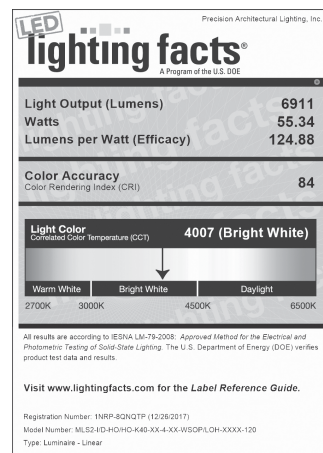 Precision Architectural Lighting, Inc.
LED
lighting facts®
A Program of the U.S. DOE
Light Output (Lumens) 6911
Watts 55.34
Lumens per Watt (Efficacy) 124.88
Color Accuracy
Color Rendering Index (CRI) 84
Light Color
Correlated Color Temperature (CCT) 4007 (Bright White)
Warm White Bright White Daylight
2700K 3000K 4500K 6500K
All results are according to IESNA LM-79-2008: Approved Method for the Electrical and
Photometric Testing of Solid-State Lighting. The U.S. Department of Energy (DOE) verifies
product test data and results.
Visit www.lightingfacts.com for the Label Reference Guide.
Registration Number: 1NRP-8QNQTP (12/26/2017)
Model Number: MLS2-I/D-HO/HO-K40-XX-4-XX-WSOP/LOH-XXXX-120
Type: Luminaire - Linear